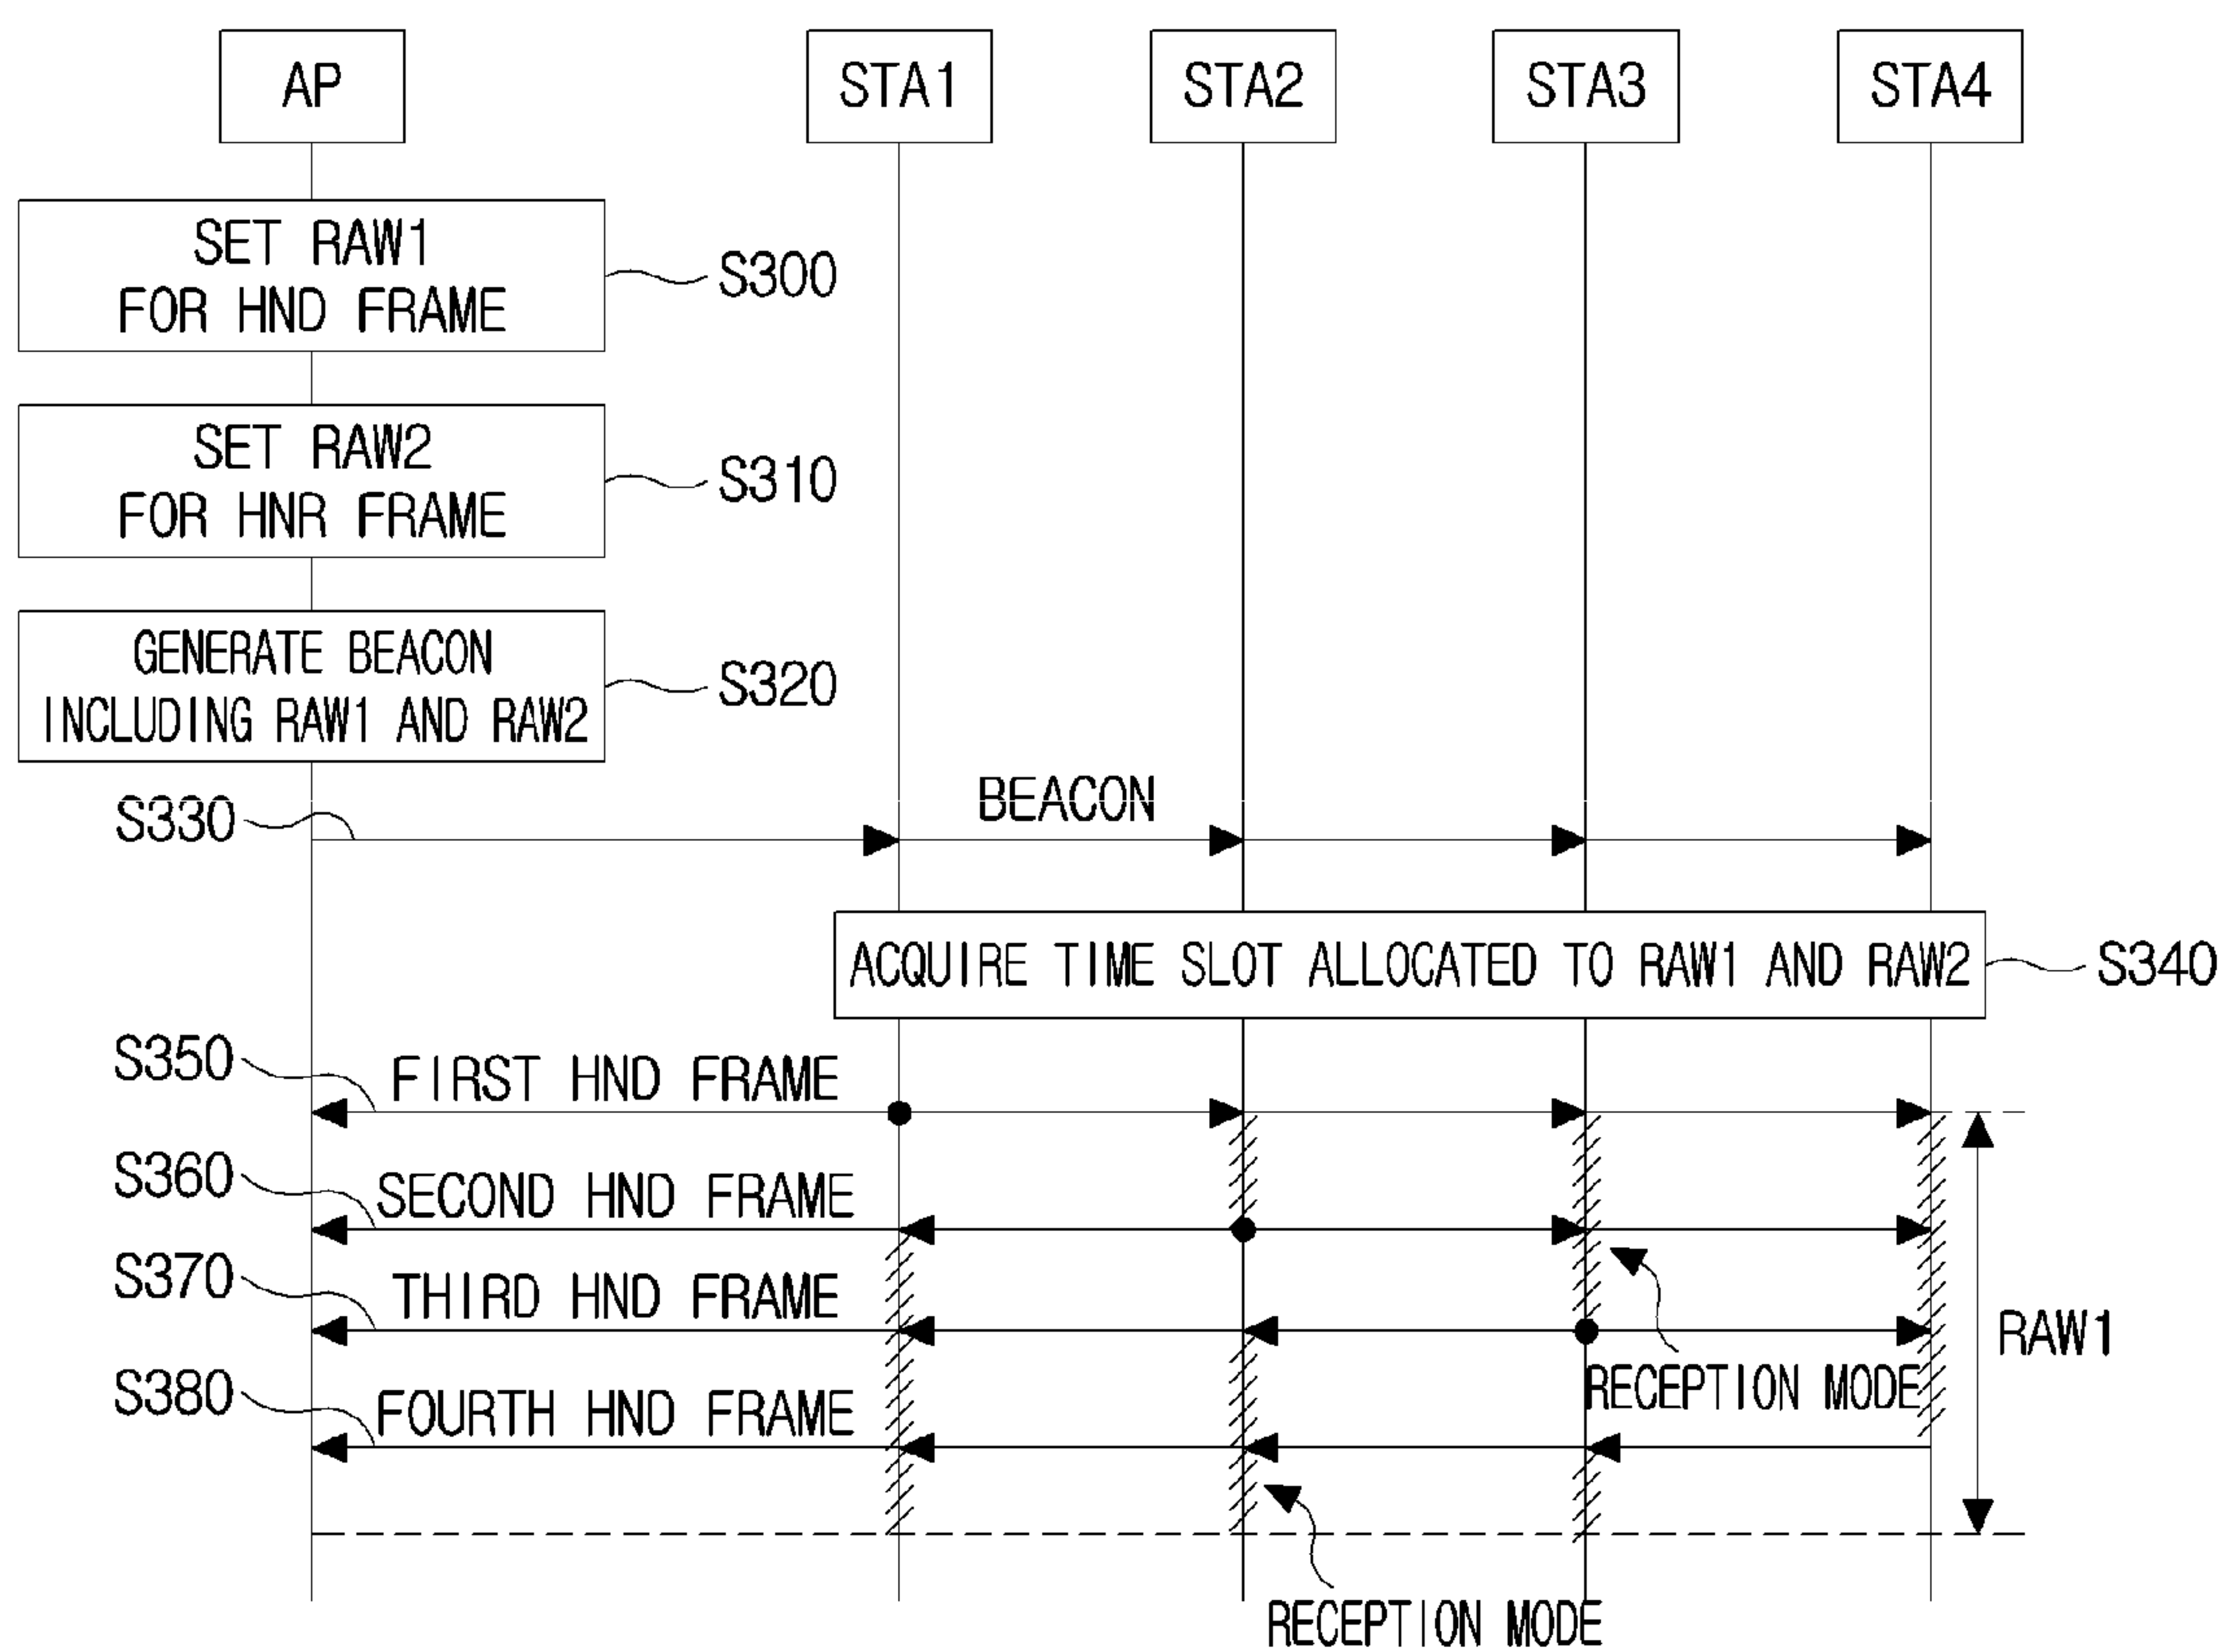 AP
STA1
STA2
STA3
STA4
SET RAW1
FOR HND FRAME
S300
SET RAW2
FOR HNR FRAME
S310
GENERATE BEACON
INCLUDING RAW1 AND RAW2
S320
S330
BEACON
ACQUIRE TIME SLOT ALLOCATED TO RAW1 AND RAW2
S340
S350
FIRST HND FRAME
S360
SECOND HND FRAME
S370
THIRD HND FRAME
RAW1
S380
FOURTH HND FRAME
RECEPTION MODE
RECEPTION MODE